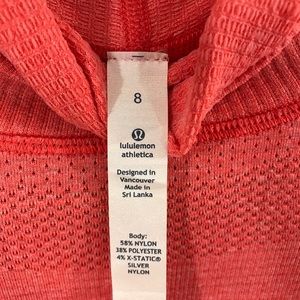 8
lululemon
athletica
Designed in
Vancouver
Made in
Sri Lanka
Body:
58% NYLON
38% POLYESTER
4% X-STATIC®
SILVER
NYLON